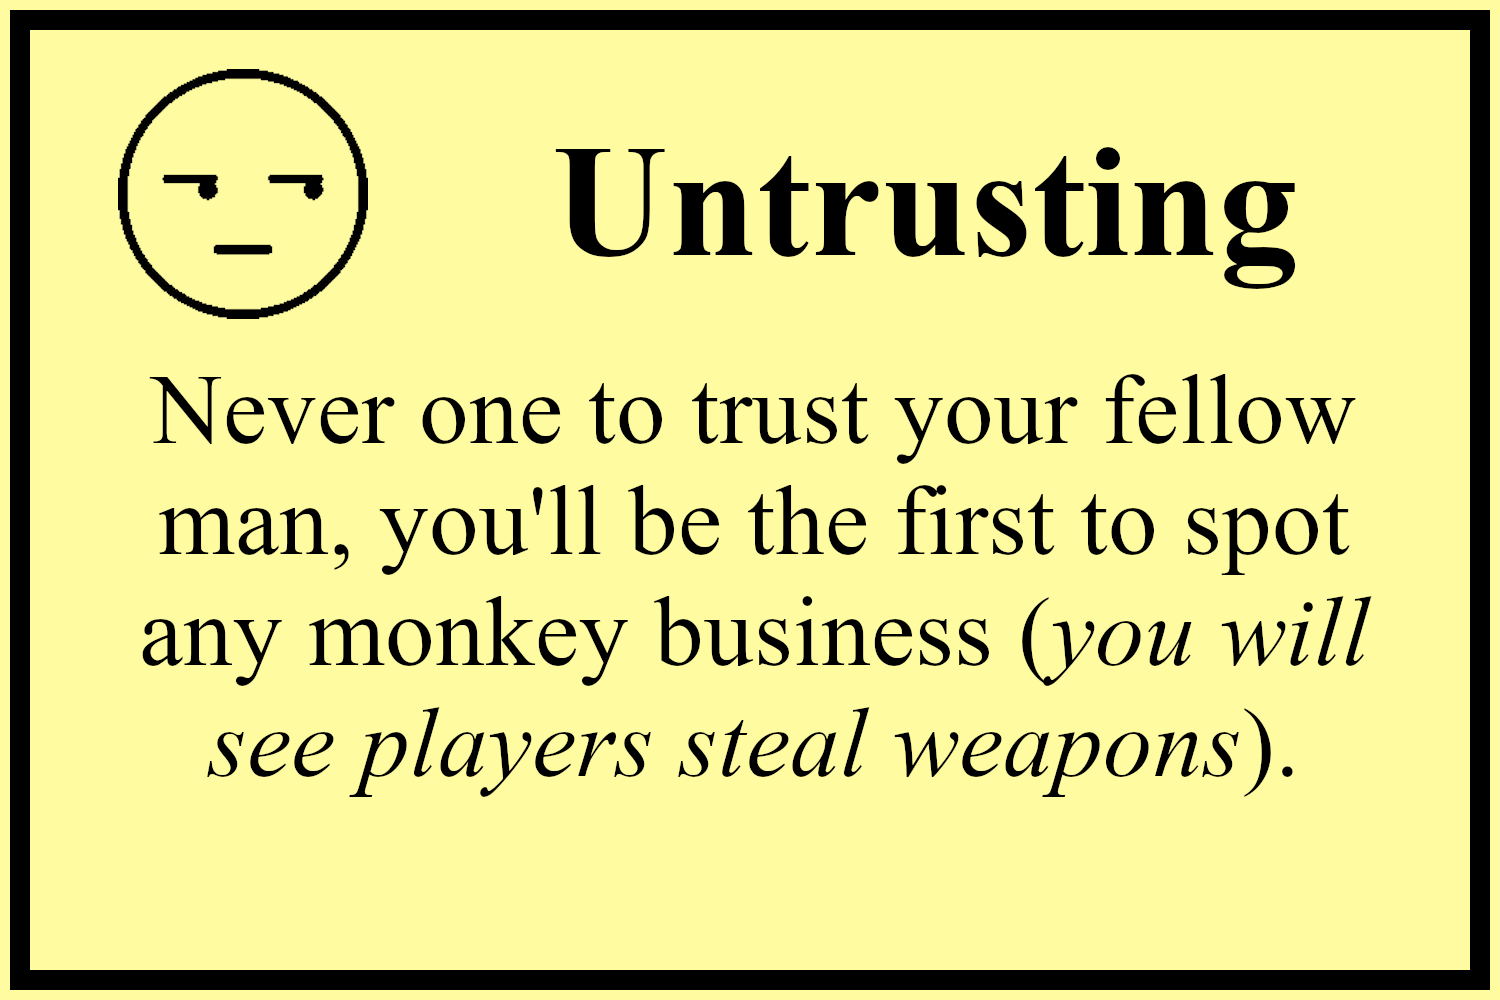 Untrusting
Never one to trust your fellow
man, you'll be the first to spot
any monkey business (you will
see players steal weapons).